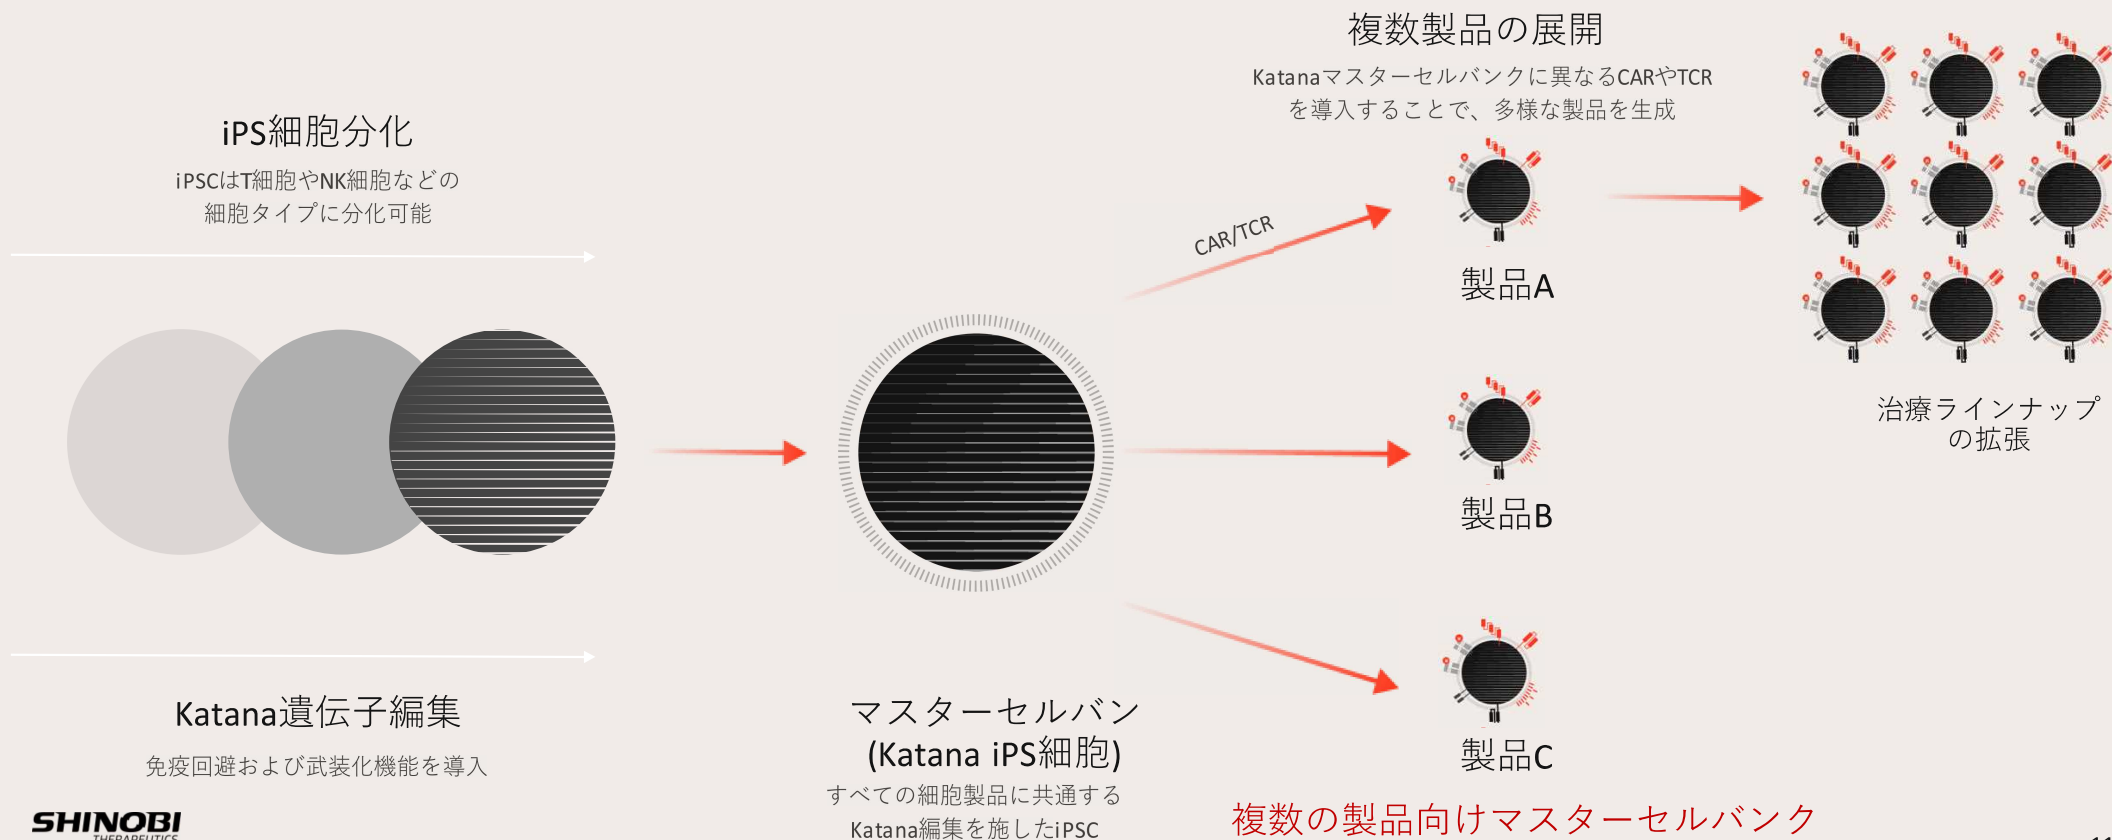 iPS細胞分化
iPSCはT細胞やNK細胞などの
細胞タイプに分化可能
Katana遺伝子編集
免疫回避および武装化機能を導入
SHINOBI
THERAPEUTICS
マスターセルバン
(Katana iPS細胞)
すべての細胞製品に共通する
Katana編集を施したiPSC
複数製品の展開
Katanaマスターセルバンクに異なるCARやTCR
を導入することで、多様な製品を生成
CAR/TCR
製品A
製品B
製品C
治療ラインナップ
の拡張
複数の製品向けマスターセルバンク